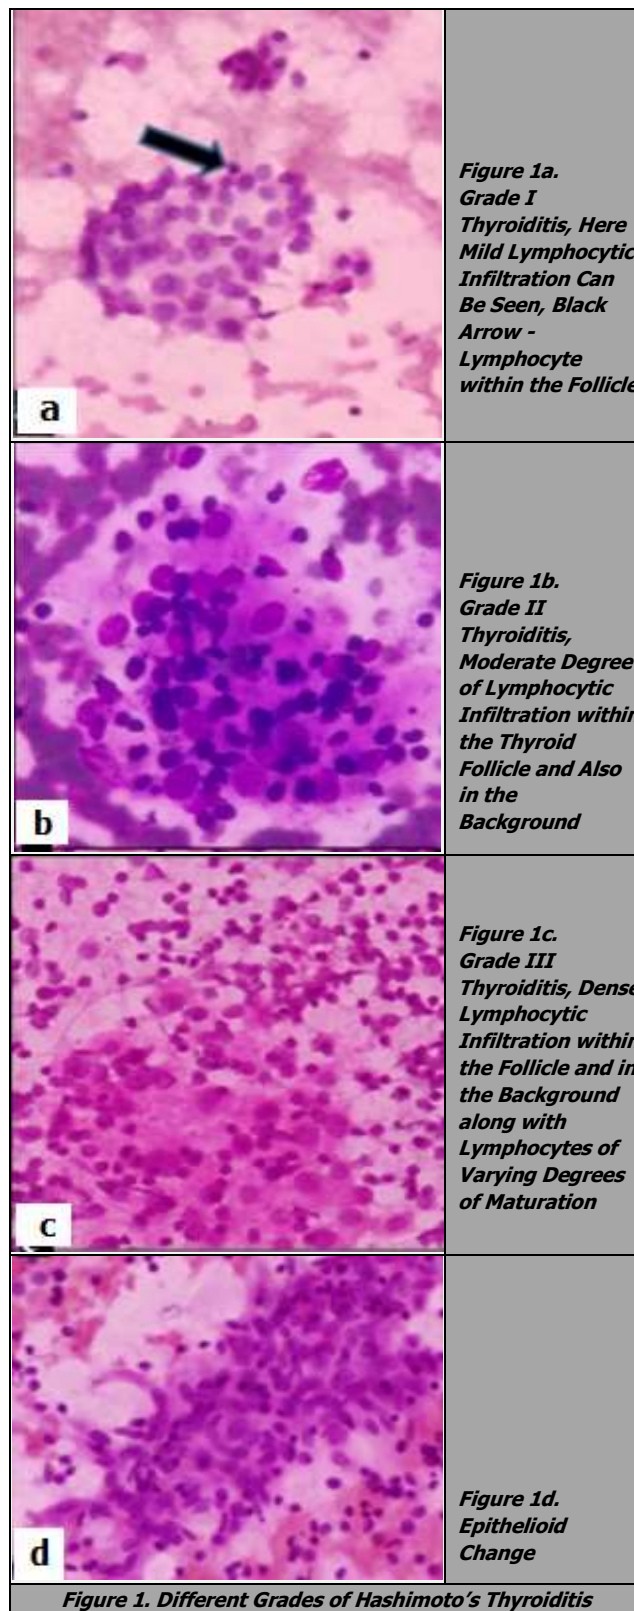 a
Figure 1a.
Grade I
Thyroiditis, Here
Mild Lymphocytic
Infiltration Can
Be Seen, Black
Arrow -
Lymphocyte
within the Follicle
b
Figure 1b.
Grade II
Thyroiditis,
Moderate Degree
of Lymphocytic
Infiltration within
the Thyroid
Follicle and Also
in the
Background
c
Figure 1c.
Grade III
Thyroiditis, Dense
Lymphocytic
Infiltration within
the Follicle and in
the Background
along with
Lymphocytes of
Varying Degrees
of Maturation
d
Figure 1d.
Epithelioid
Change
Figure 1. Different Grades of Hashimoto's Thyroiditis